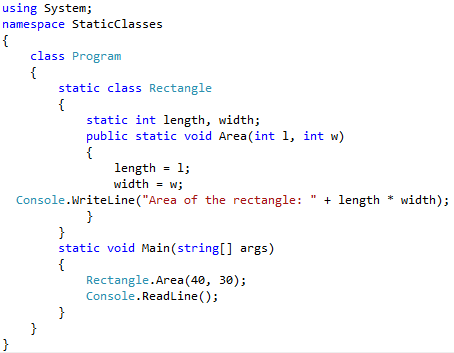 using System;
namespace StaticClasses
{
    class Program
    {
        static class Rectangle
        {
            static int length, width;
            public static void Area(int l, int w)
            {
                length = l;
                width = w;
  Console.WriteLine("Area of the rectangle: " + length * width);
            }
        }
        static void Main(string[] args)
        {
            Rectangle.Area(40, 30);
            Console.ReadLine();
        }
    }
}